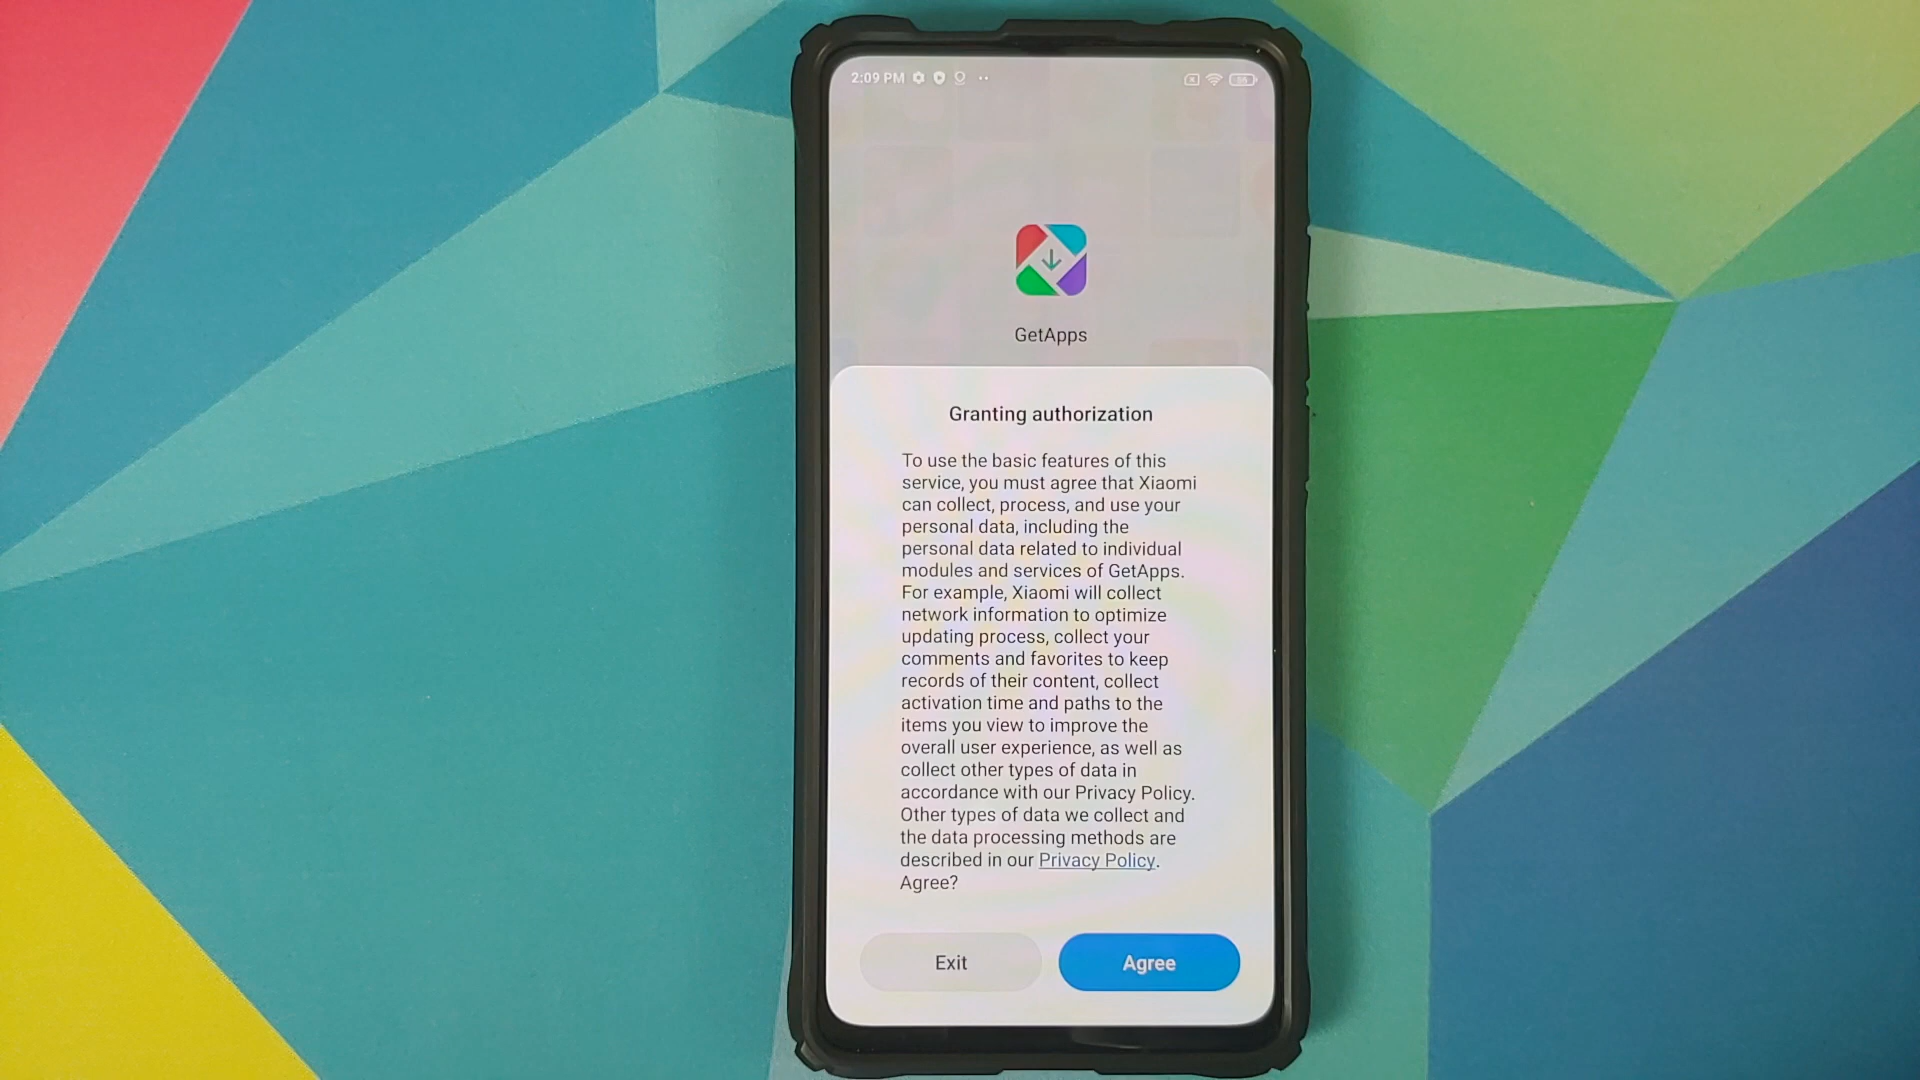 2:09 PM
GetApps
Granting authorization
To use the basic features of this
service, you must agree that Xiaomi
can collect, process, and use your
personal data, including the
personal data related to individual
modules and services of GetApps.
For example, Xiaomi will collect
network information to optimize
updating process, collect your
comments and favorites to keep
records of their content, collect
activation time and paths to the
items you view to improve the
overall user experience, as well as
collect other types of data in
accordance with our Privacy Policy.
Other types of data we collect and
the data processing methods are
described in our Privacy Policy.
Agree?
Exit
Agree